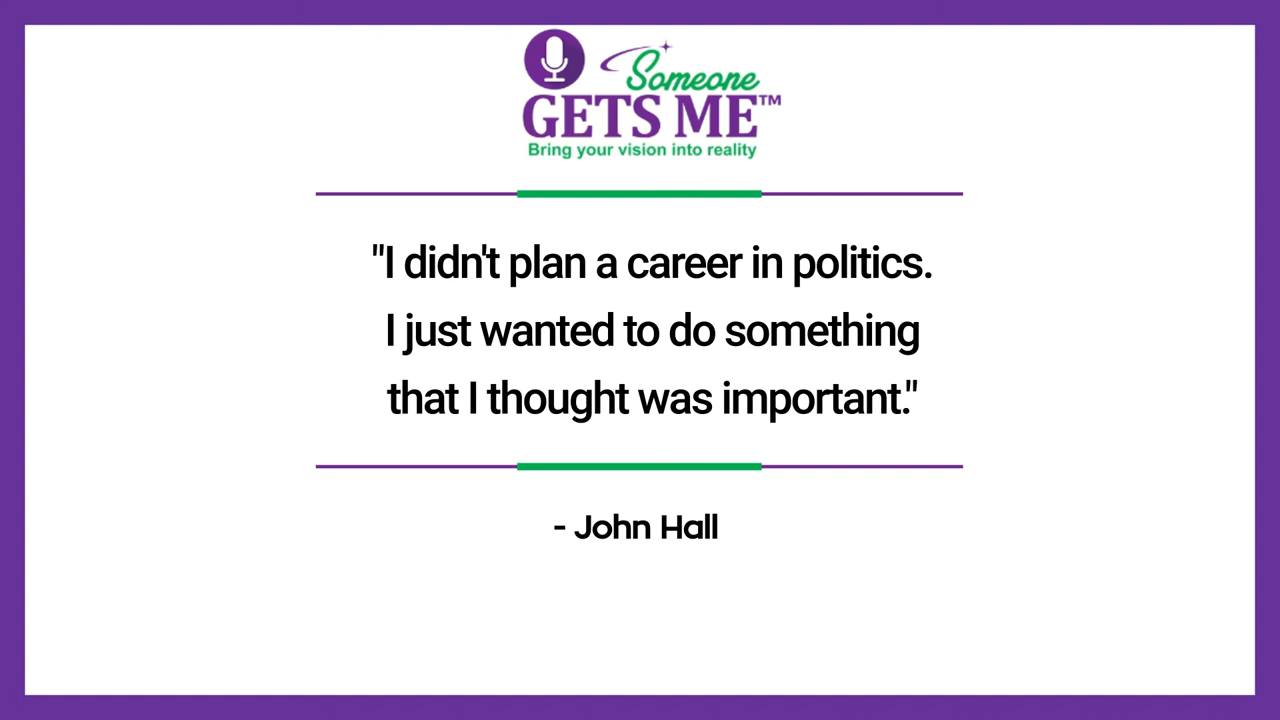 Someone
GETS ME™
Bring your vision into reality
"I didn't plan a career in politics.
I just wanted to do something
that I thought was important."
- John Hall